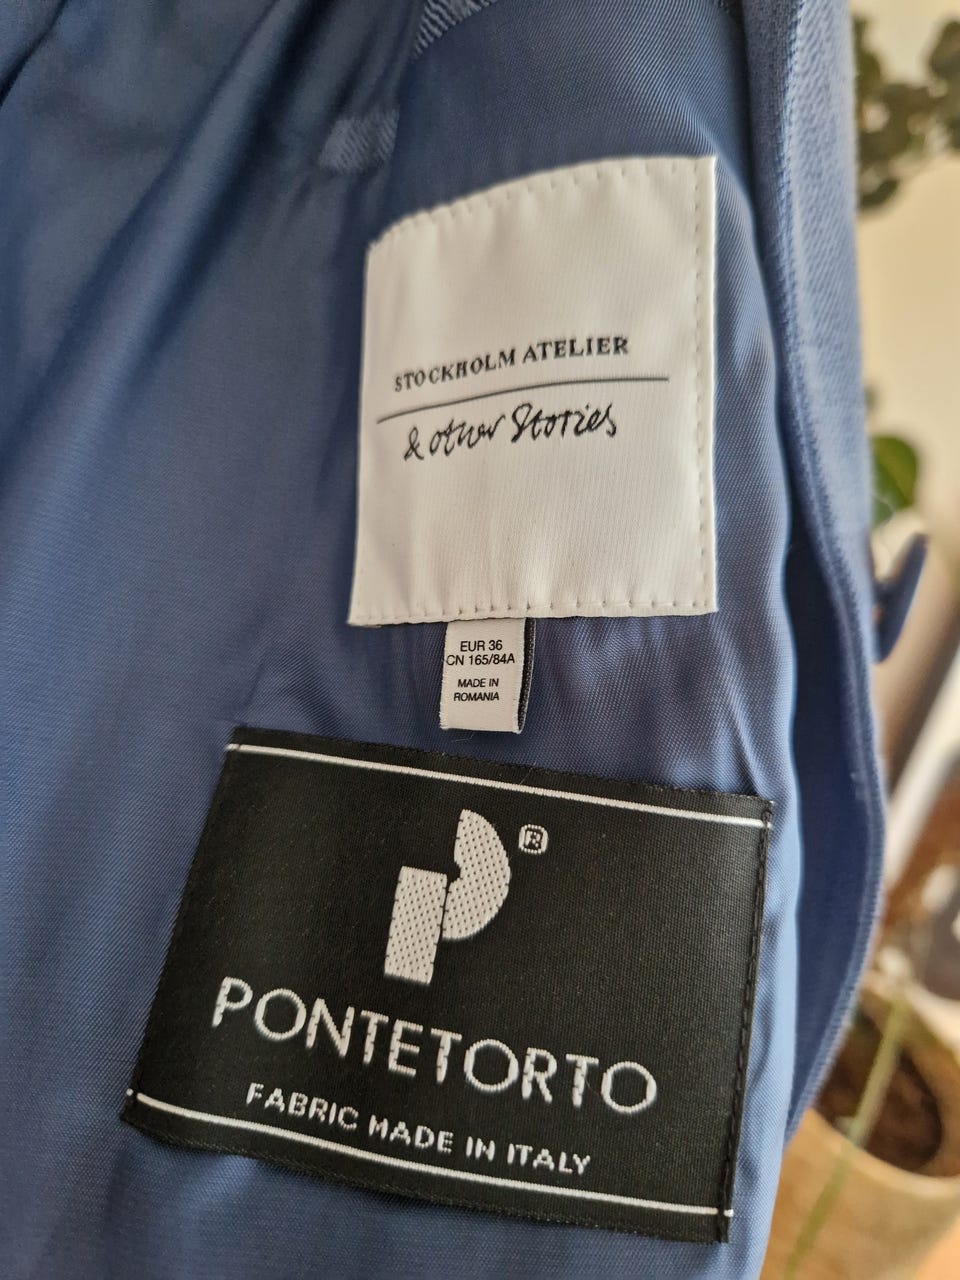 STOCKHOLM ATELIER
& other Stories
EUR 36
CN 165/84A
MADE IN
ROMANIA
®
PONTETORTO
FABRIC MADE IN ITALY